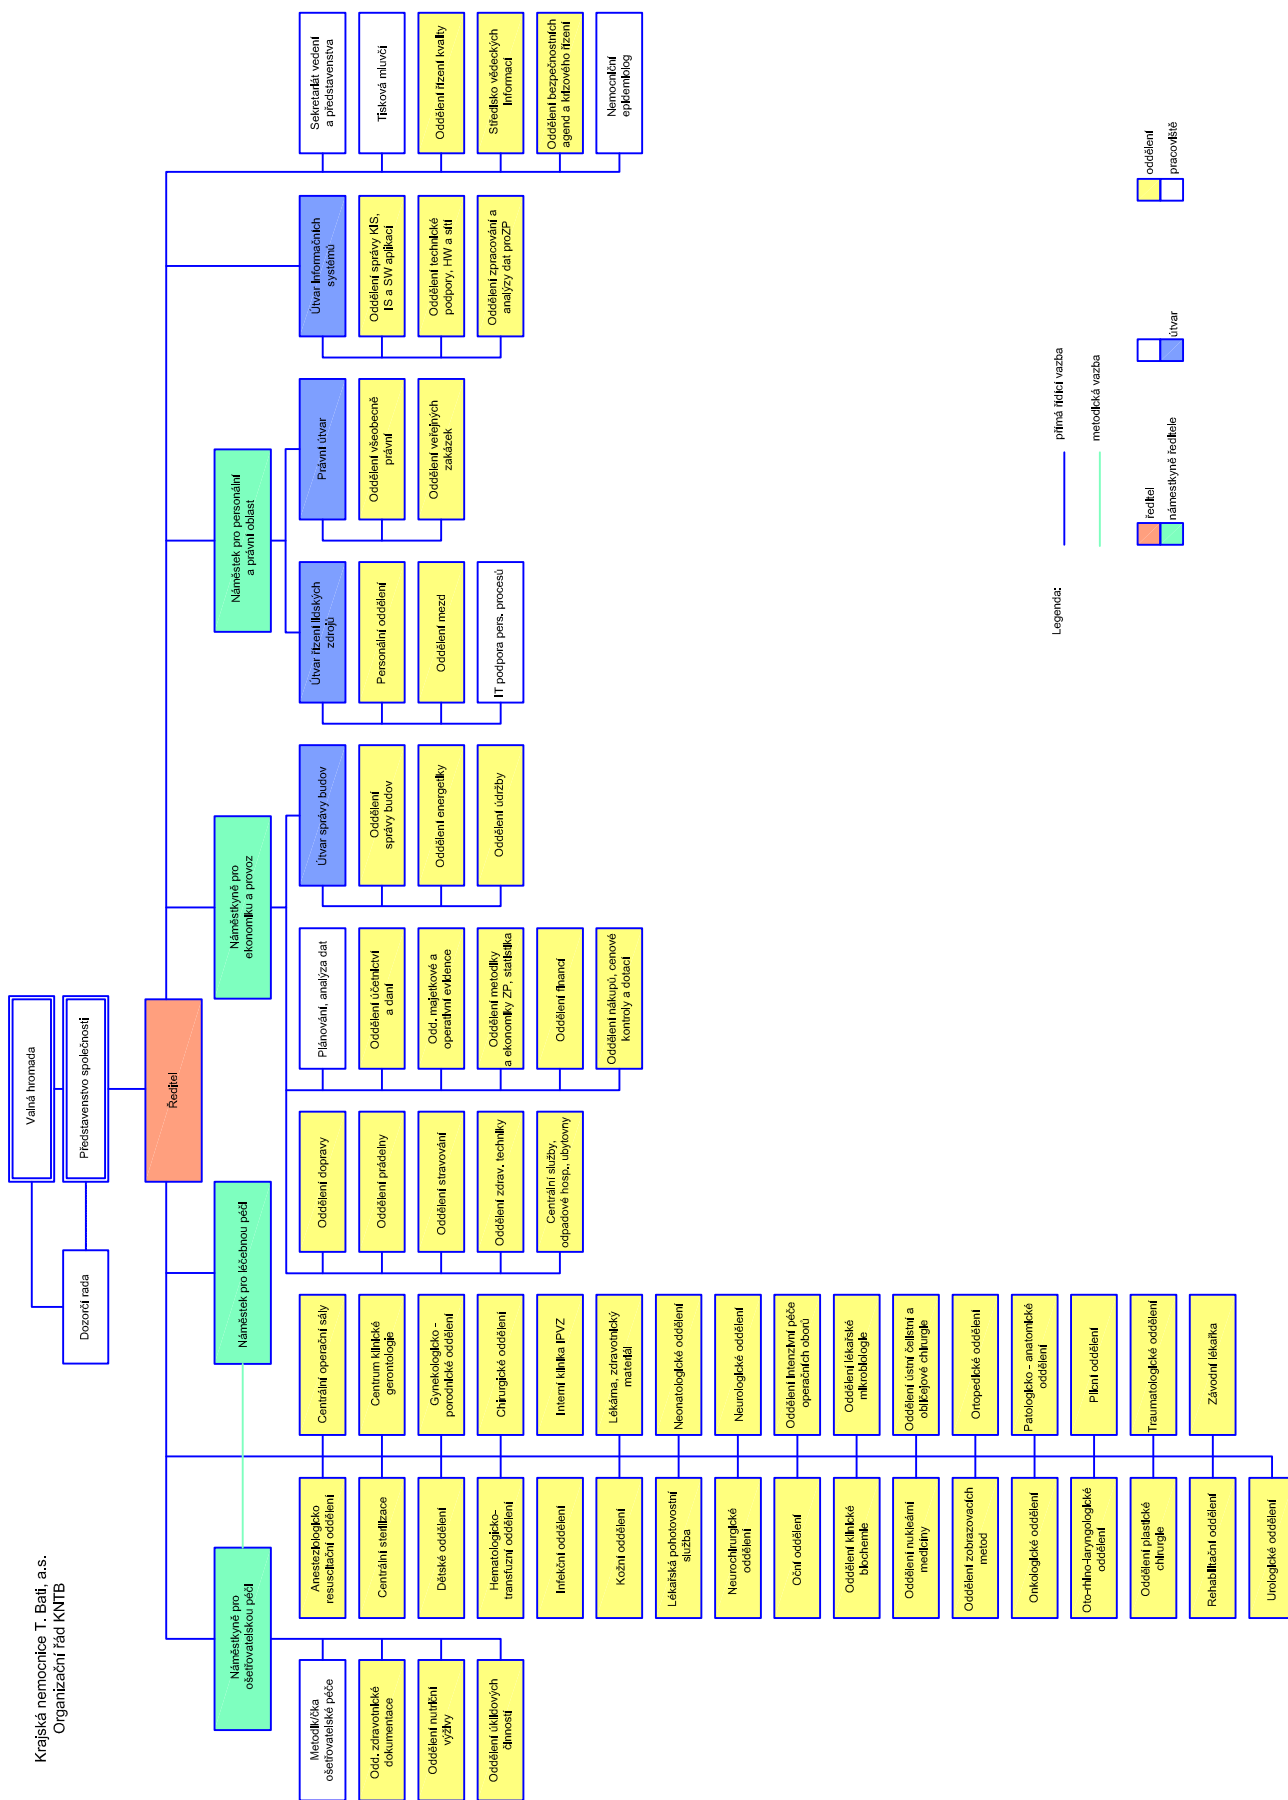 Krajská nemocnice T. Bati, a.s.
Organizační řád KNTB
Valná hromada
Představenstvo společnosti
Dozorčí rada
Ředitel
Náměstkyně pro
ošetřovatelskou péči
Náměstek pro léčebnou péči
Náměstkyně pro
ekonomiku a provoz
Náměstek pro personální
a právní oblast
Metodik/čka
ošetřovatelské péče
Odd. zdravotnické
dokumentace
Oddělení nutriční
výživy
Oddělení úklidových
činností
Anesteziologicko
resuscitační oddělení
Centrální sterilizace
Dětské oddělení
Hematologicko-
transfuzní oddělení
Infekční oddělení
Kožní oddělení
Lékařská pohotovostní
služba
Neurochirurgické
oddělení
Oční oddělení
Oddělení klinické
biochemie
Oddělení nukleární
medicíny
Oddělení zobrazovacích
metod
Onkologické oddělení
Oto-rhino-laryngologické
oddělení
Oddělení plastické
chirurgie
Rehabilitační oddělení
Urologické oddělení
Centrální operační sály
Centrum klinické
gerontologie
Gynekologicko -
porodnické oddělení
Chirurgické oddělení
Interní klinika IPVZ
Lékárna, zdravotnický
materiál
Neonatologické oddělení
Neurologické oddělení
Oddělení intenzivní péče
operačních oborů
Oddělení lékařské
mikrobiologie
Oddělení ústní čelistní a
obličejové chirurgie
Ortopedické oddělení
Patologicko - anatomické
oddělení
Plicní oddělení
Traumatologické oddělení
Závodní lékařka
Oddělení dopravy
Oddělení prádelny
Oddělení stravování
Oddělení zdrav. techniky
Centrální služby,
odpadové hosp., ubytovny
Plánování, analýza dat
Oddělení účetnictví
a daní
Odd. majetkové a
operativní evidence
Oddělení metodiky
a ekonomiky ZP, statistika
Oddělení financí
Oddělení nákupů, cenové
kontroly a dotací
Útvar správy budov
Oddělení
správy budov
Oddělení energetiky
Oddělení údržby
Útvar řízení lidských
zdrojů
Personální oddělení
Oddělení mezd
IT podpora pers. procesů
Právní útvar
Oddělení všeobecně
právní
Oddělení veřejných
zakázek
Útvar informačních
systémů
Oddělení správy KIS,
IS a SW aplikací
Oddělení technické
podpory, HW a sítí
Oddělení zpracování a
analýzy dat proZP
Sekretariát vedení
a představenstva
Tisková mluvčí
Oddělení řízení kvality
Středisko vědeckých
informací
Oddělení bezpečnostních
agend a krizového řízení
Nemocniční
epidemiolog
Legenda:
přímá řídící vazba
metodická vazba
ředitel
náměstkyně ředitele
útvar
oddělení
pracoviště